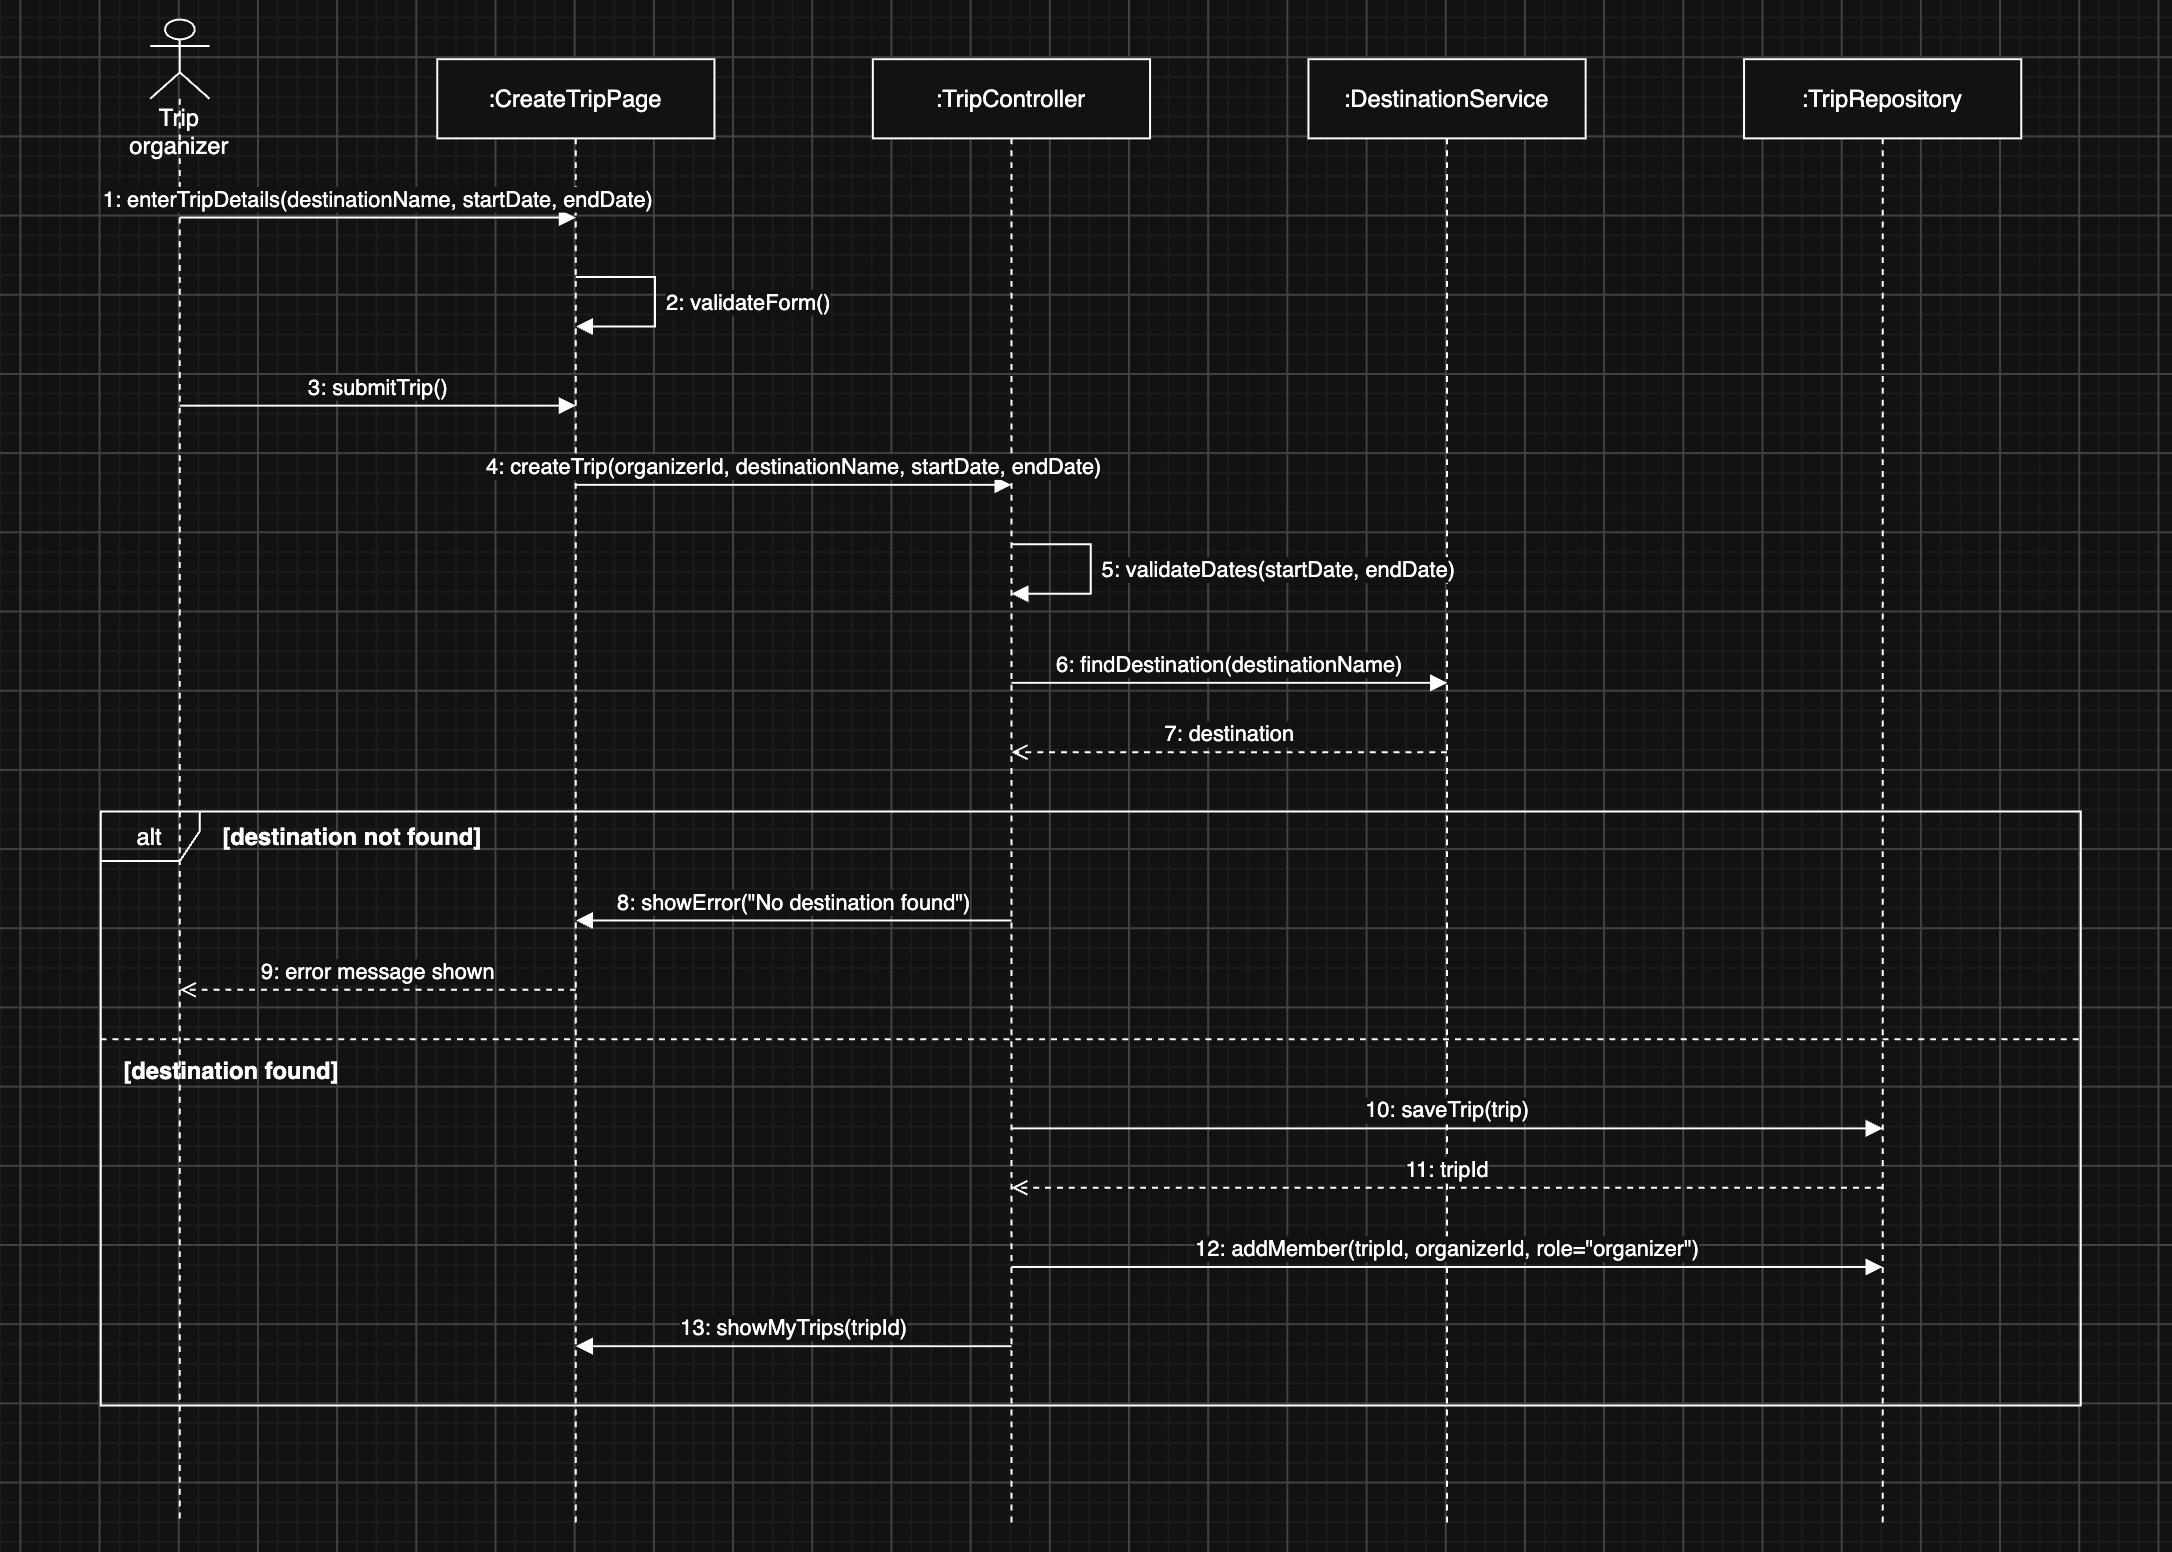 Trip
organizer
:CreateTripPage
:TripController
:DestinationService
:TripRepository
1: enterTripDetails(destinationName, startDate, endDate)
2: validateForm()
3: submitTrip()
4: createTrip(organizerId, destinationName, startDate, endDate)
5: validateDates(startDate, endDate)
6: findDestination(destinationName)
7: destination
alt
[destination not found]
8: showError("No destination found")
9: error message shown
[destination found]
10: saveTrip(trip)
11: tripId
12: addMember(tripId, organizerId, role="organizer")
13: showMyTrips(tripId)